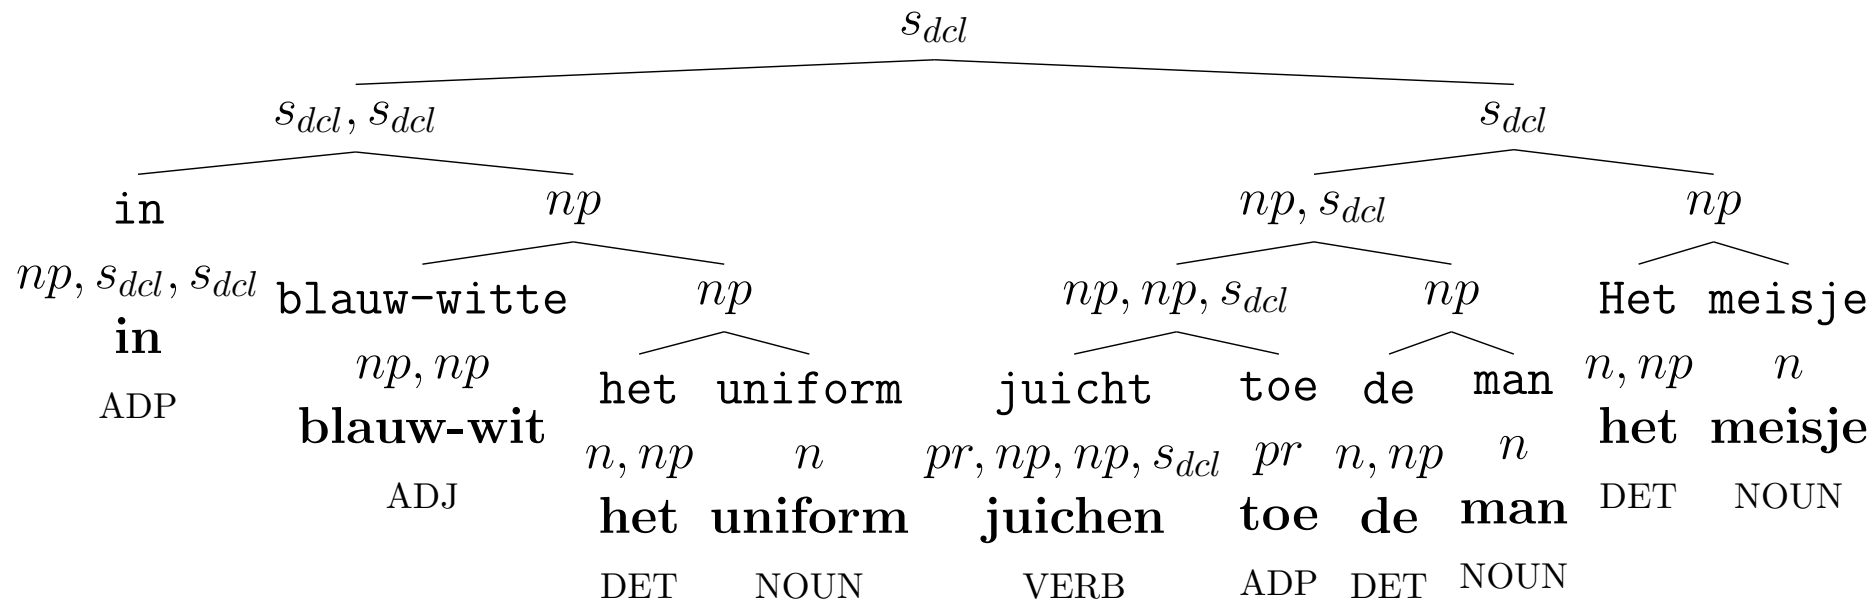 s_dcl
s_dcl, s_dcl s_dcl
in np np, s_dcl np
np, s_dcl, s_dcl blauw-witte np np, np, s_dcl np Het meisje
in np, np het uniform juicht toe de man n, np n
ADP blauw-wit n, np n pr, np, np, s_dcl pr n, np n het meisje
ADJ het uniform juichen toe de man DET NOUN
DET NOUN VERB ADP DET NOUN